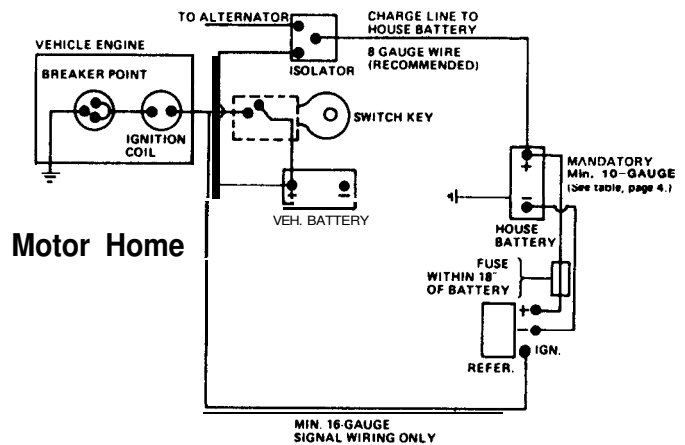 TO ALTERNATOR
CHARGE LINE TO
HOUSE BATTERY
VEHICLE ENGINE
8 GAUGE WIRE
(RECOMMENDED)
ISOLATOR
BREAKER POINT
SWITCH KEY
IGNITION
COIL
MANDATORY
Min. 10-GAUGE
(See table, page 4.)
+
-
+
-
VEH. BATTERY
HOUSE
BATTERY
Motor Home
FUSE
WITHIN 18"
OF BATTERY
+
-
IGN.
REFER.
MIN. 16-GAUGE
SIGNAL WIRING ONLY